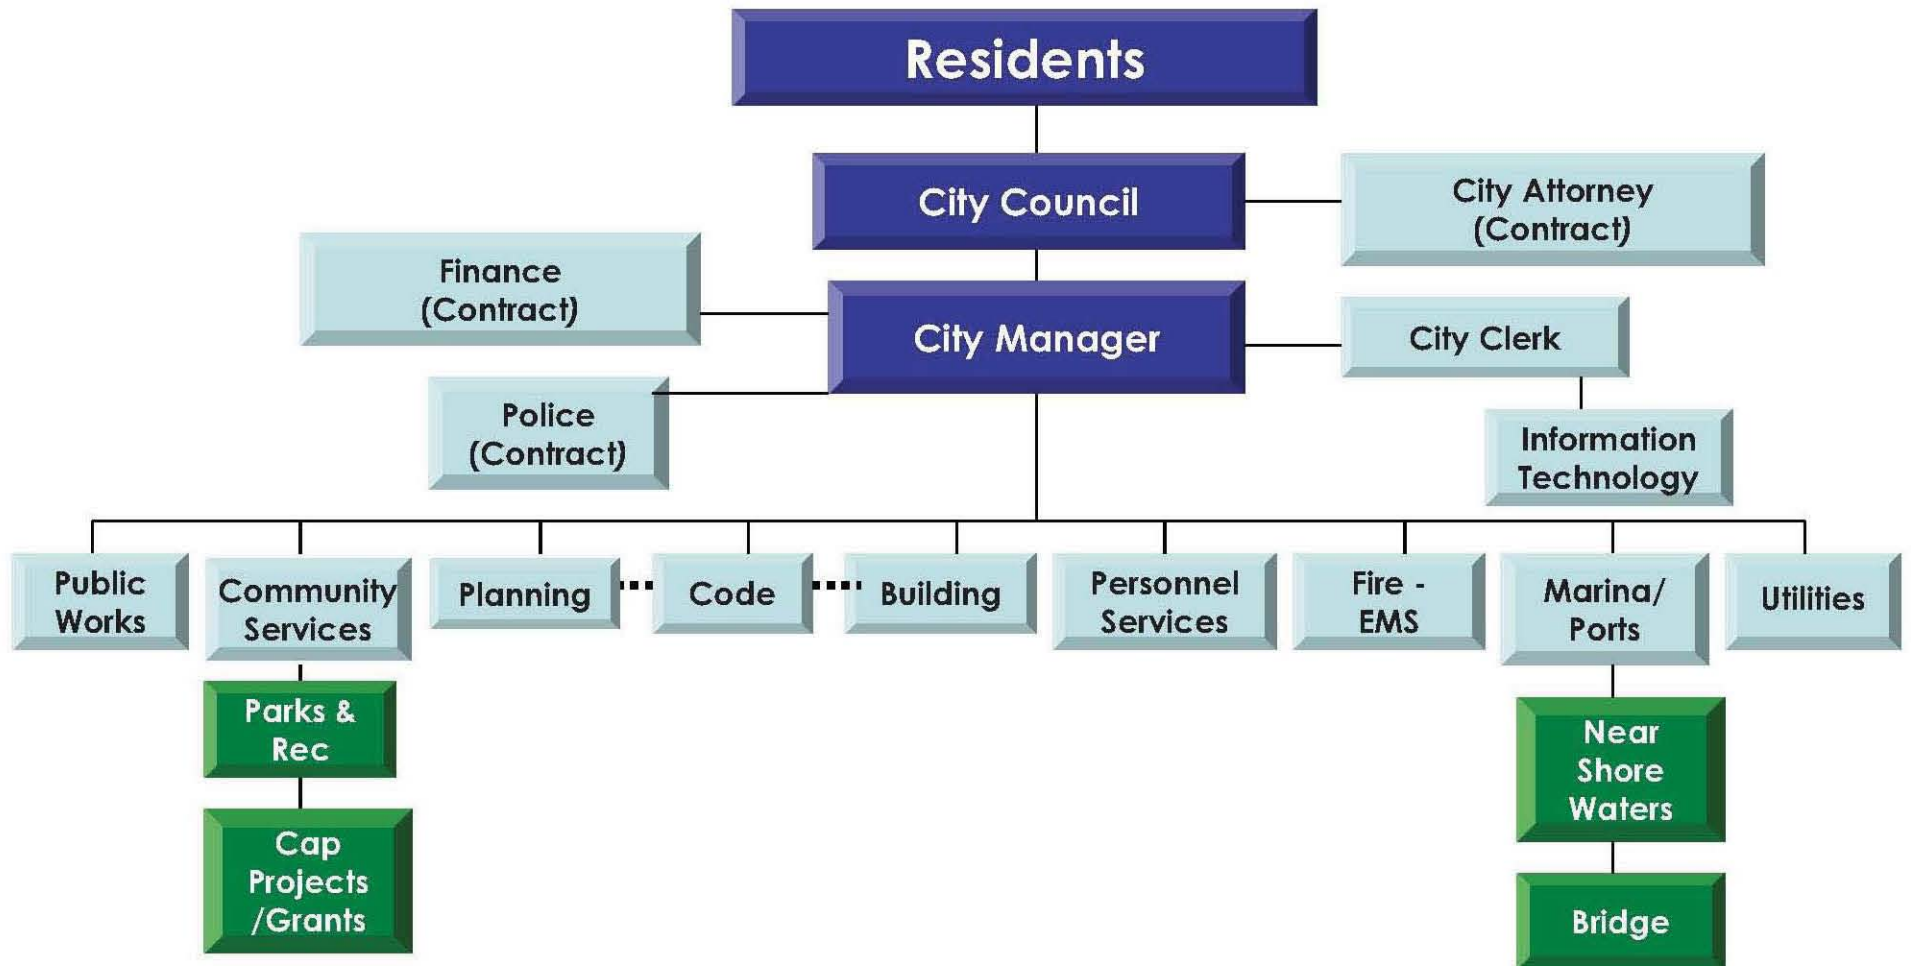 Residents
City Council
City Attorney
(Contract)
Finance
(Contract)
City Manager
City Clerk
Police
(Contract)
Information
Technology
Public
Works
Community
Services
Planning
Code
Building
Personnel
Services
Fire -
EMS
Marina/
Ports
Utilities
Parks &
Rec
Near
Shore
Waters
Cap
Projects
/Grants
Bridge